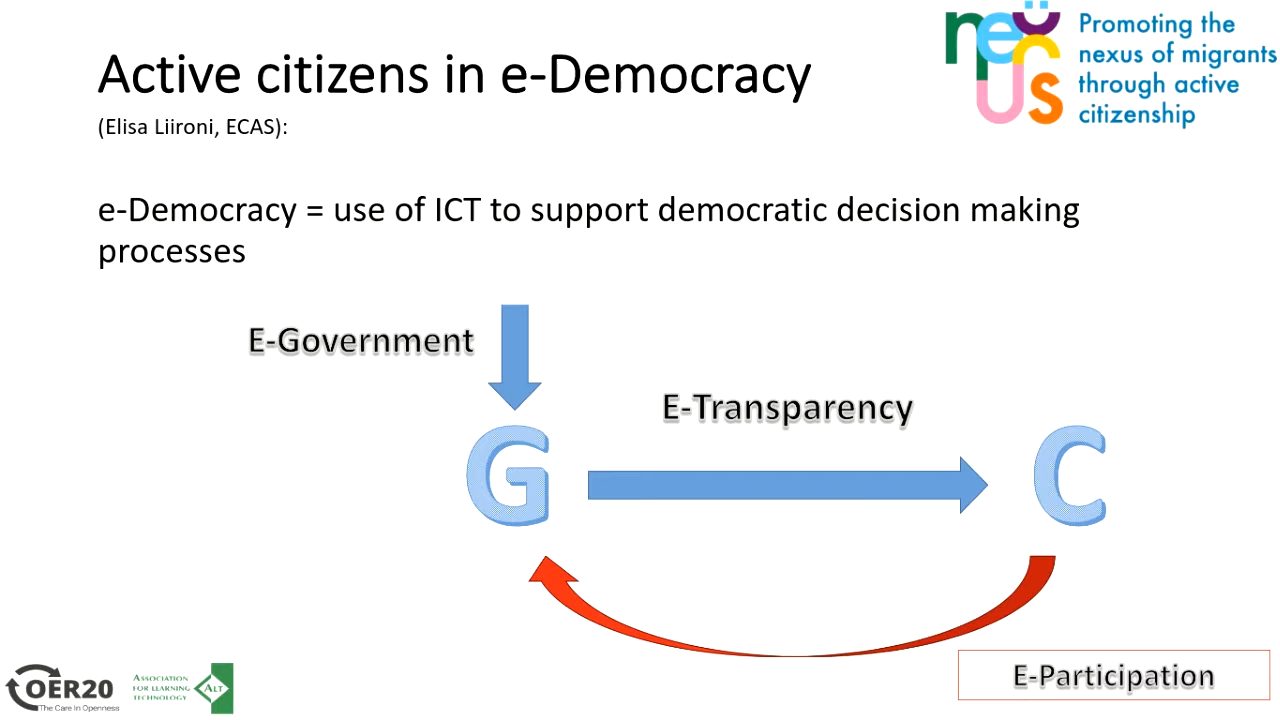 Active citizens in e-Democracy
(Elisa Liironi, ECAS):
nexus
Promoting the
nexus of migrants
through active
citizenship
e-Democracy = use of ICT to support democratic decision making
processes
E-Government
E-Transparency
G
C
E-Participation
OER20
The Care In Openness
ASSOCIATION
FOR LEARNING
TECHNOLOGY
ALT